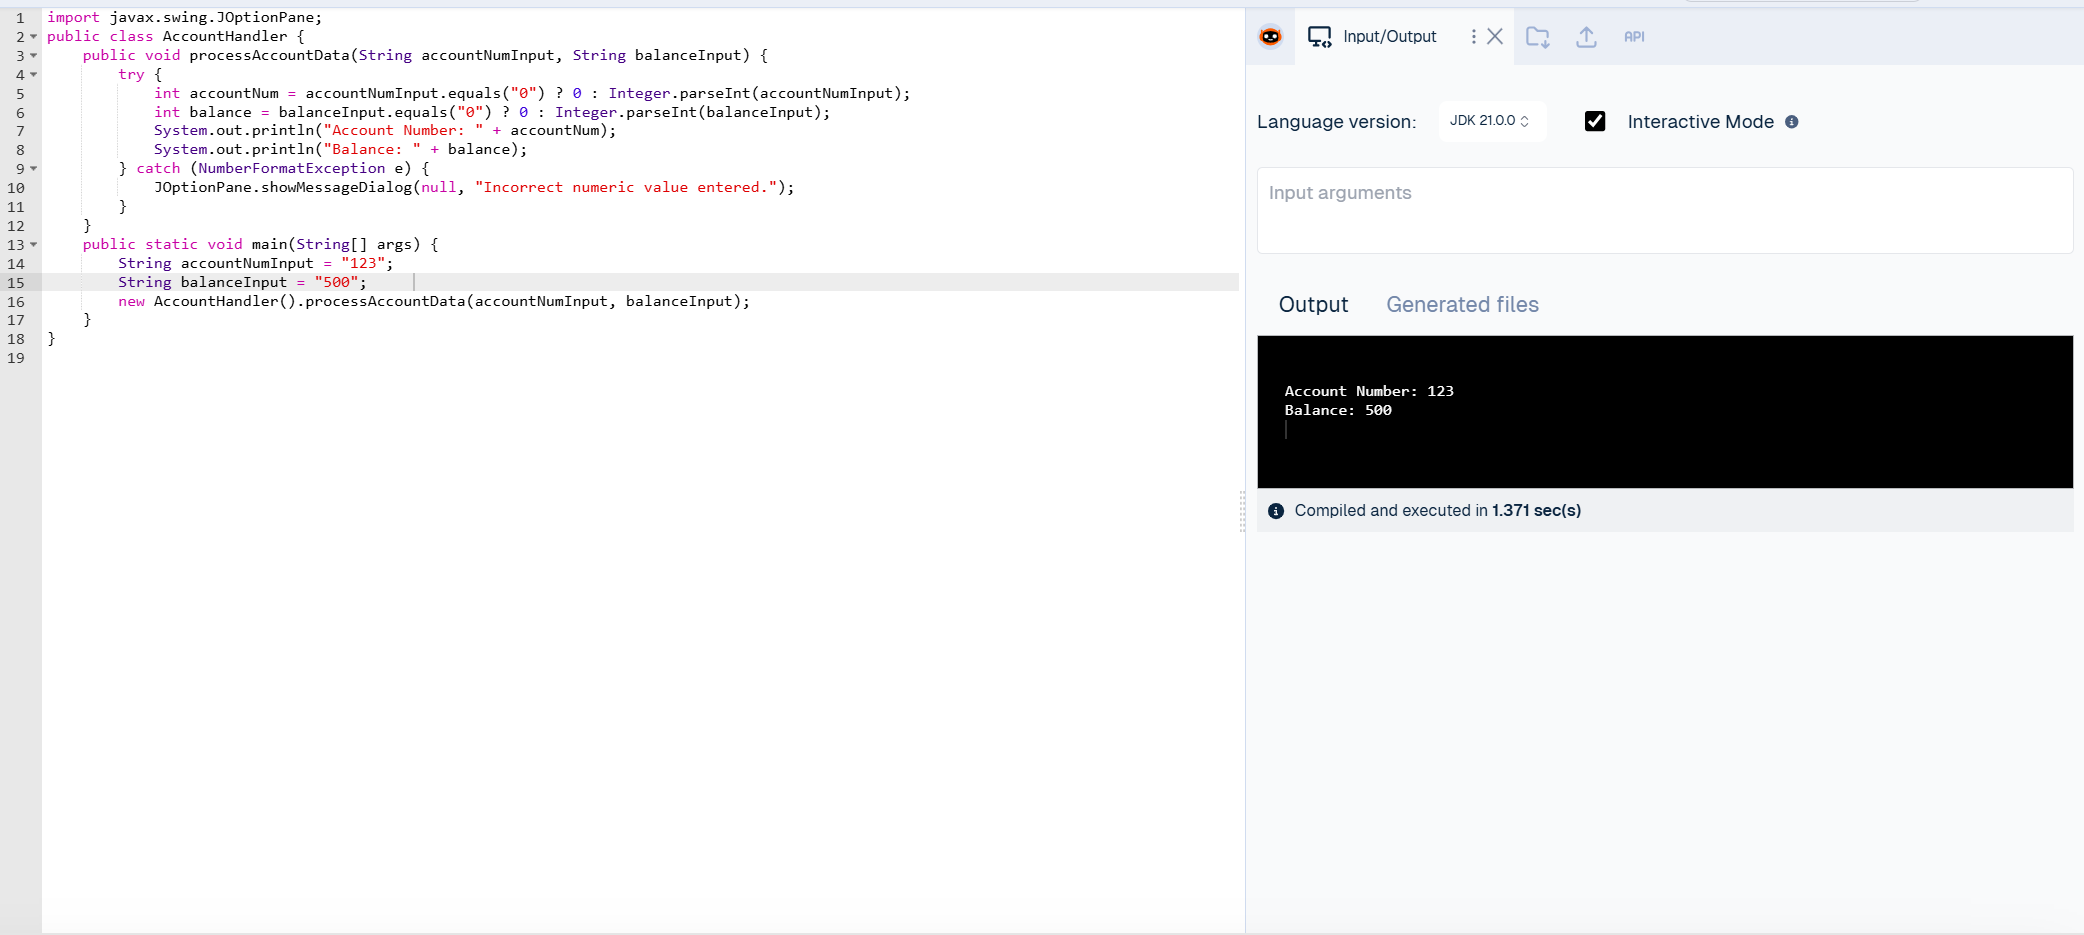 1 import javax.swing.JOptionPane;
2 public class AccountHandler {
3 public void processAccountData(String accountNumInput, String balanceInput) {
4 try {
5 int accountNum = accountNumInput.equals("0") ? 0 : Integer.parseInt(accountNumInput);
6 int balance = balanceInput.equals("0") ? 0 : Integer.parseInt(balanceInput);
7 System.out.println("Account Number: " + accountNum);
8 System.out.println("Balance: " + balance);
9 } catch (NumberFormatException e) {
10 JOptionPane.showMessageDialog(null, "Incorrect numeric value entered.");
11 }
12 }
13 public static void main(String[] args) {
14 String accountNumInput = "123";
15 String balanceInput = "500";
16 new AccountHandler().processAccountData(accountNumInput, balanceInput);
17 }
18 }
19
Input/Output
API
Language version: JDK 21.0.0 Interactive Mode
Input arguments
Output Generated files
Account Number: 123
Balance: 500
Compiled and executed in 1.371 sec(s)